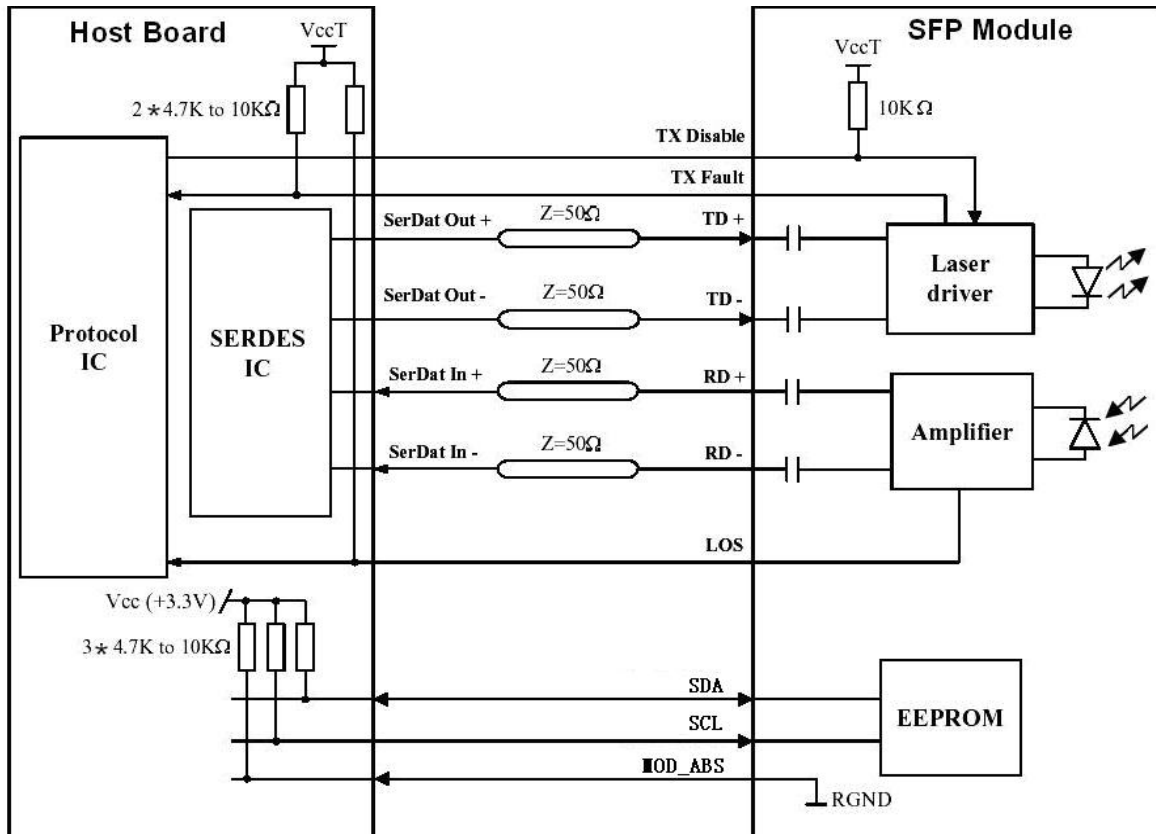 Host Board
VccT
SFP Module
VccT
2*4.7K to 10KΩ
10KΩ
TX Disable
TX Fault
SerDat Out +
Z=50Ω
TD +
SerDat Out -
Z=50Ω
TD -
Laser
driver
Protocol
IC
SERDES
IC
SerDat In +
Z=50Ω
RD +
SerDat In -
Z=50Ω
RD -
Amplifier
LOS
Vcc (+3.3V)
3* 4.7K to 10KΩ
SDA
SCL
MOD_ABS
EEPROM
RGND